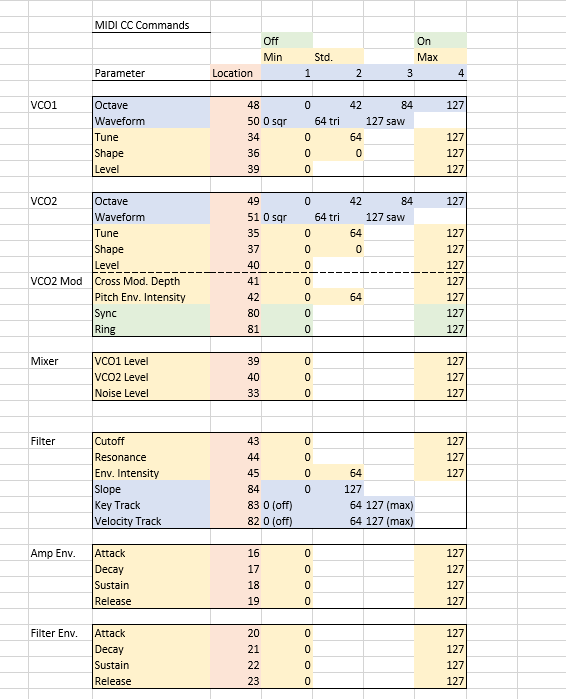 MIDI CC Commands
Off On
Min Std. Max
Parameter Location 1 2 3 4
VCO1 Octave 48 0 42 84 127
Waveform 50 0 sqr 64 tri 127 saw
Tune 34 0 64 127
Shape 36 0 0 127
Level 39 0 127
VCO2 Octave 49 0 42 84 127
Waveform 51 0 sqr 64 tri 127 saw
Tune 35 0 64 127
Shape 37 0 0 127
Level 40 0 127
VCO2 Mod Cross Mod. Depth 41 0 127
Pitch Env. Intensity 42 0 64 127
Sync 80 0 127
Ring 81 0 127
Mixer VCO1 Level 39 0 127
VCO2 Level 40 0 127
Noise Level 33 0 127
Filter Cutoff 43 0 127
Resonance 44 0 127
Env. Intensity 45 0 64 127
Slope 84 0 127
Key Track 83 0 (off) 64 127 (max)
Velocity Track 82 0 (off) 64 127 (max)
Amp Env. Attack 16 0 127
Decay 17 0 127
Sustain 18 0 127
Release 19 0 127
Filter Env. Attack 20 0 127
Decay 21 0 127
Sustain 22 0 127
Release 23 0 127